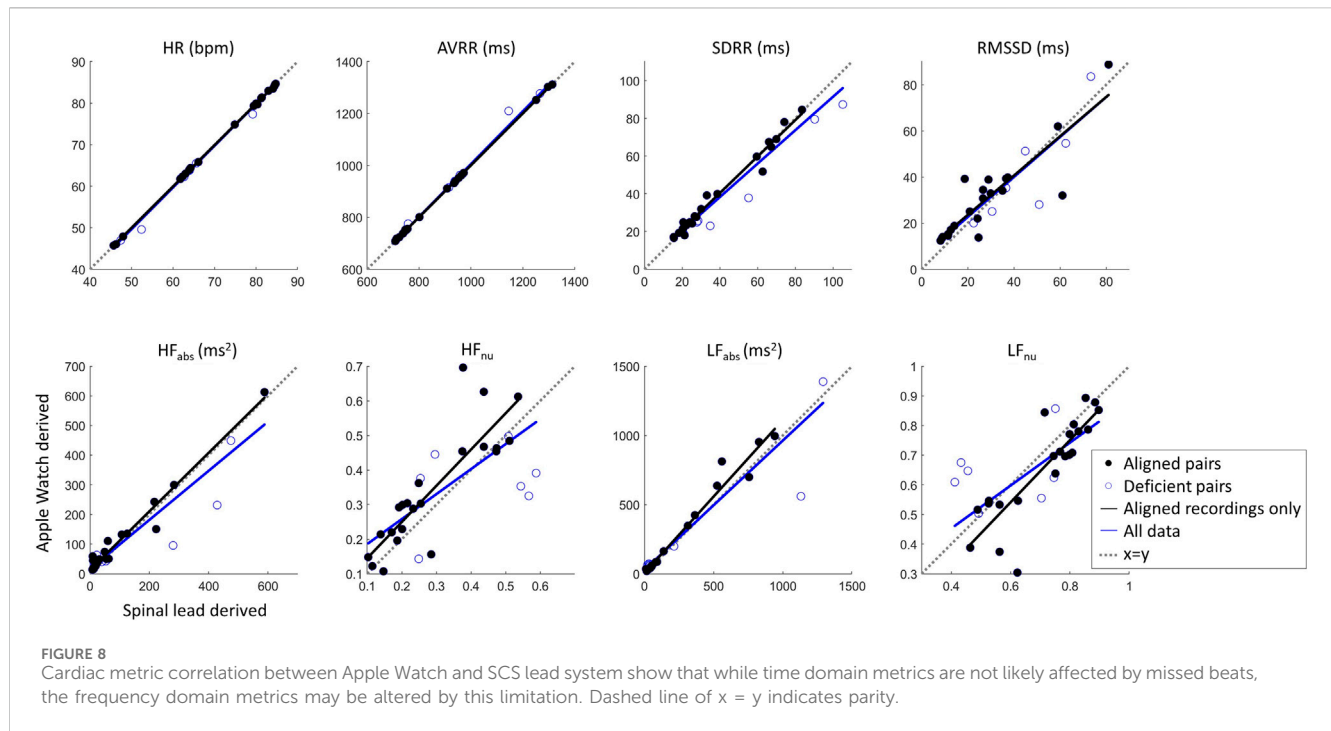 HR (bpm)
AVRR (ms)
SDRR (ms)
RMSSD (ms)
90
80
70
60
50
40
40 50 60 70 80 90
1400
1200
1000
800
600
600 800 1000 1200 1400
100
80
60
40
20
0
0 20 40 60 80 100
80
60
40
20
0
0 20 40 60 80
HFabs (ms²)
HFnu
LFabs (ms²)
LFnu
Apple Watch derived
700
600
500
400
300
200
100
0
0 200 400 600
Spinal lead derived
0.7
0.6
0.5
0.4
0.3
0.2
0.1
0.1 0.2 0.3 0.4 0.5 0.6
1500
1000
500
0
0 500 1000 1500
1
0.9
0.8
0.7
0.6
0.5
0.4
0.3
0.4 0.6 0.8 1
Aligned pairs
Deficient pairs
Aligned recordings only
All data
x=y
FIGURE 8
Cardiac metric correlation between Apple Watch and SCS lead system show that while time domain metrics are not likely affected by missed beats,
the frequency domain metrics may be altered by this limitation. Dashed line of x = y indicates parity.